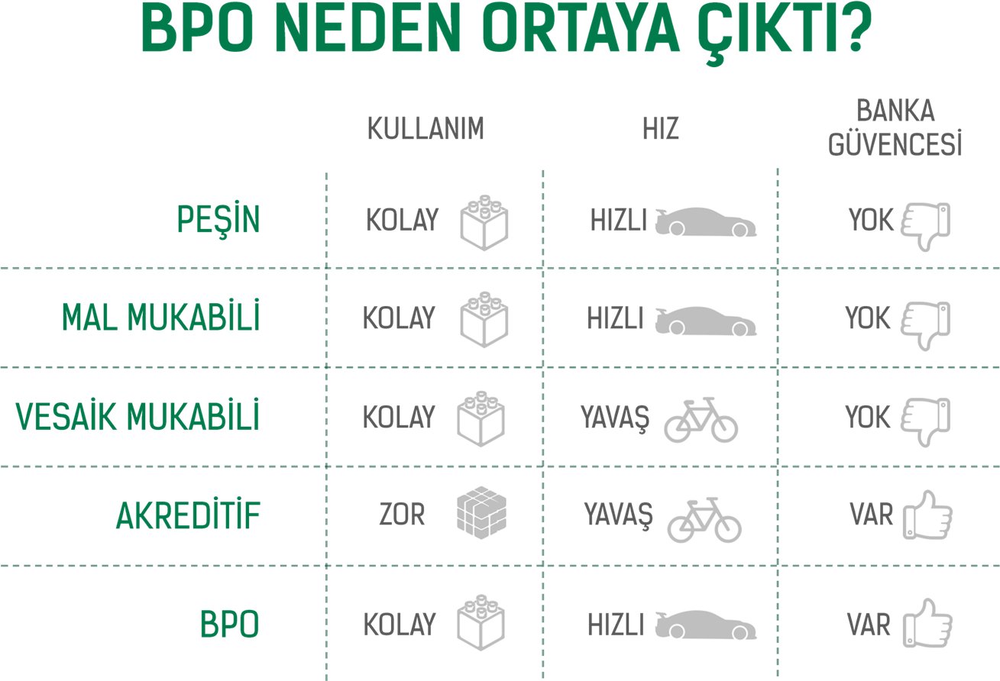 BPO NEDEN ORTAYA ÇIKTI?
KULLANIM HIZ BANKA
GÜVENCESİ
PEŞİN KOLAY HIZLI YOK
MAL MUKABİLİ KOLAY HIZLI YOK
VESAİK MUKABİLİ KOLAY YAVAŞ YOK
AKREDİTİF ZOR YAVAŞ VAR
BPO KOLAY HIZLI VAR